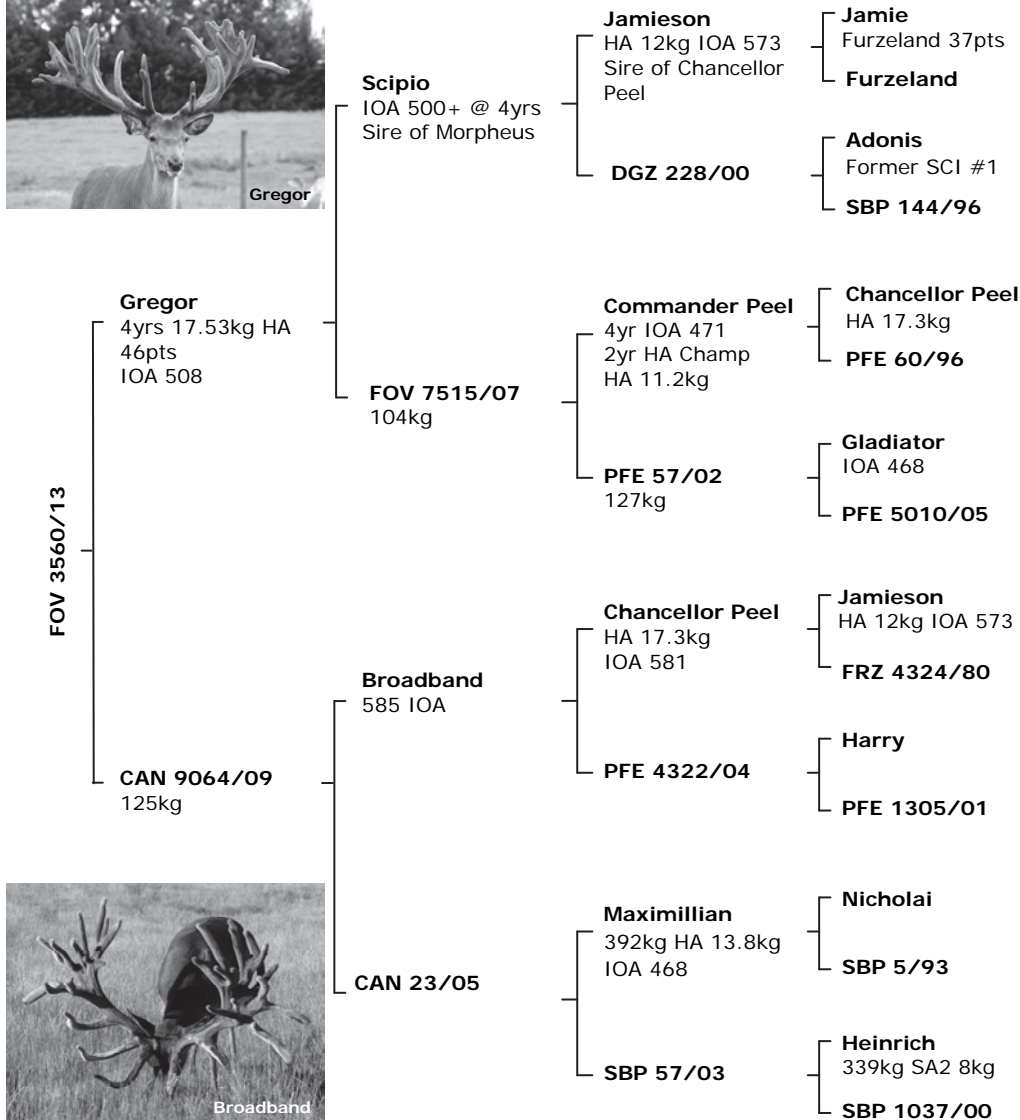 Gregor
FOV 3560/13
Gregor
4yrs 17.53kg HA
46pts
IOA 508
CAN 9064/09
125kg
Scipio
IOA 500+ @ 4yrs
Sire of Morpheus
FOV 7515/07
104kg
Broadband
585 IOA
CAN 23/05
Jamieson
HA 12kg IOA 573
Sire of Chancellor
Peel
DGZ 228/00
Commander Peel
4yr IOA 471
2yr HA Champ
HA 11.2kg
PFE 57/02
127kg
Chancellor Peel
HA 17.3kg
IOA 581
PFE 4322/04
Maximillian
392kg HA 13.8kg
IOA 468
SBP 57/03
Jamie
Furzeland 37pts
Furzeland
Adonis
Former SCI #1
SBP 144/96
Chancellor Peel
HA 17.3kg
PFE 60/96
Gladiator
IOA 468
PFE 5010/05
Jamieson
HA 12kg IOA 573
FRZ 4324/80
Harry
PFE 1305/01
Nicholai
SBP 5/93
Heinrich
339kg SA2 8kg
SBP 1037/00
Broadband